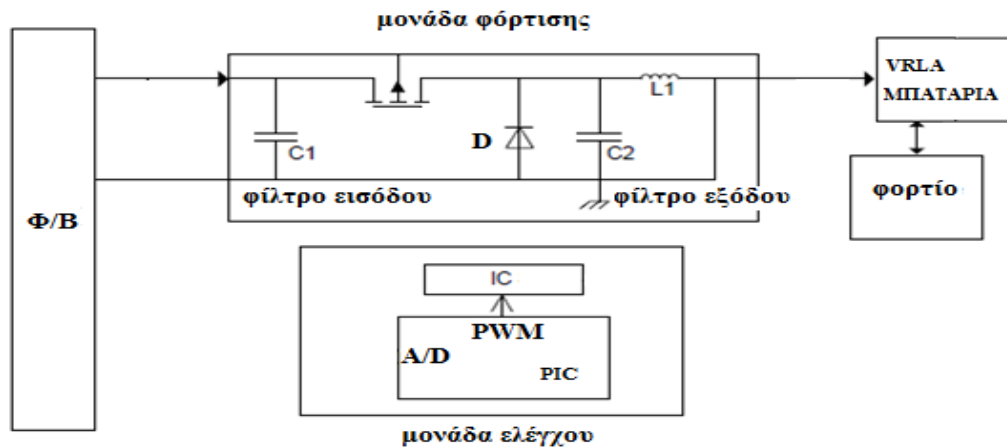 μονάδα φόρτισης
VRLA
ΜΠΑΤΑΡΙΑ
L1
C1
D
C2
φίλτρο εισόδου
φίλτρο εξόδου
φορτίο
Φ/Β
IC
PWM
A/D
PIC
μονάδα ελέγχου